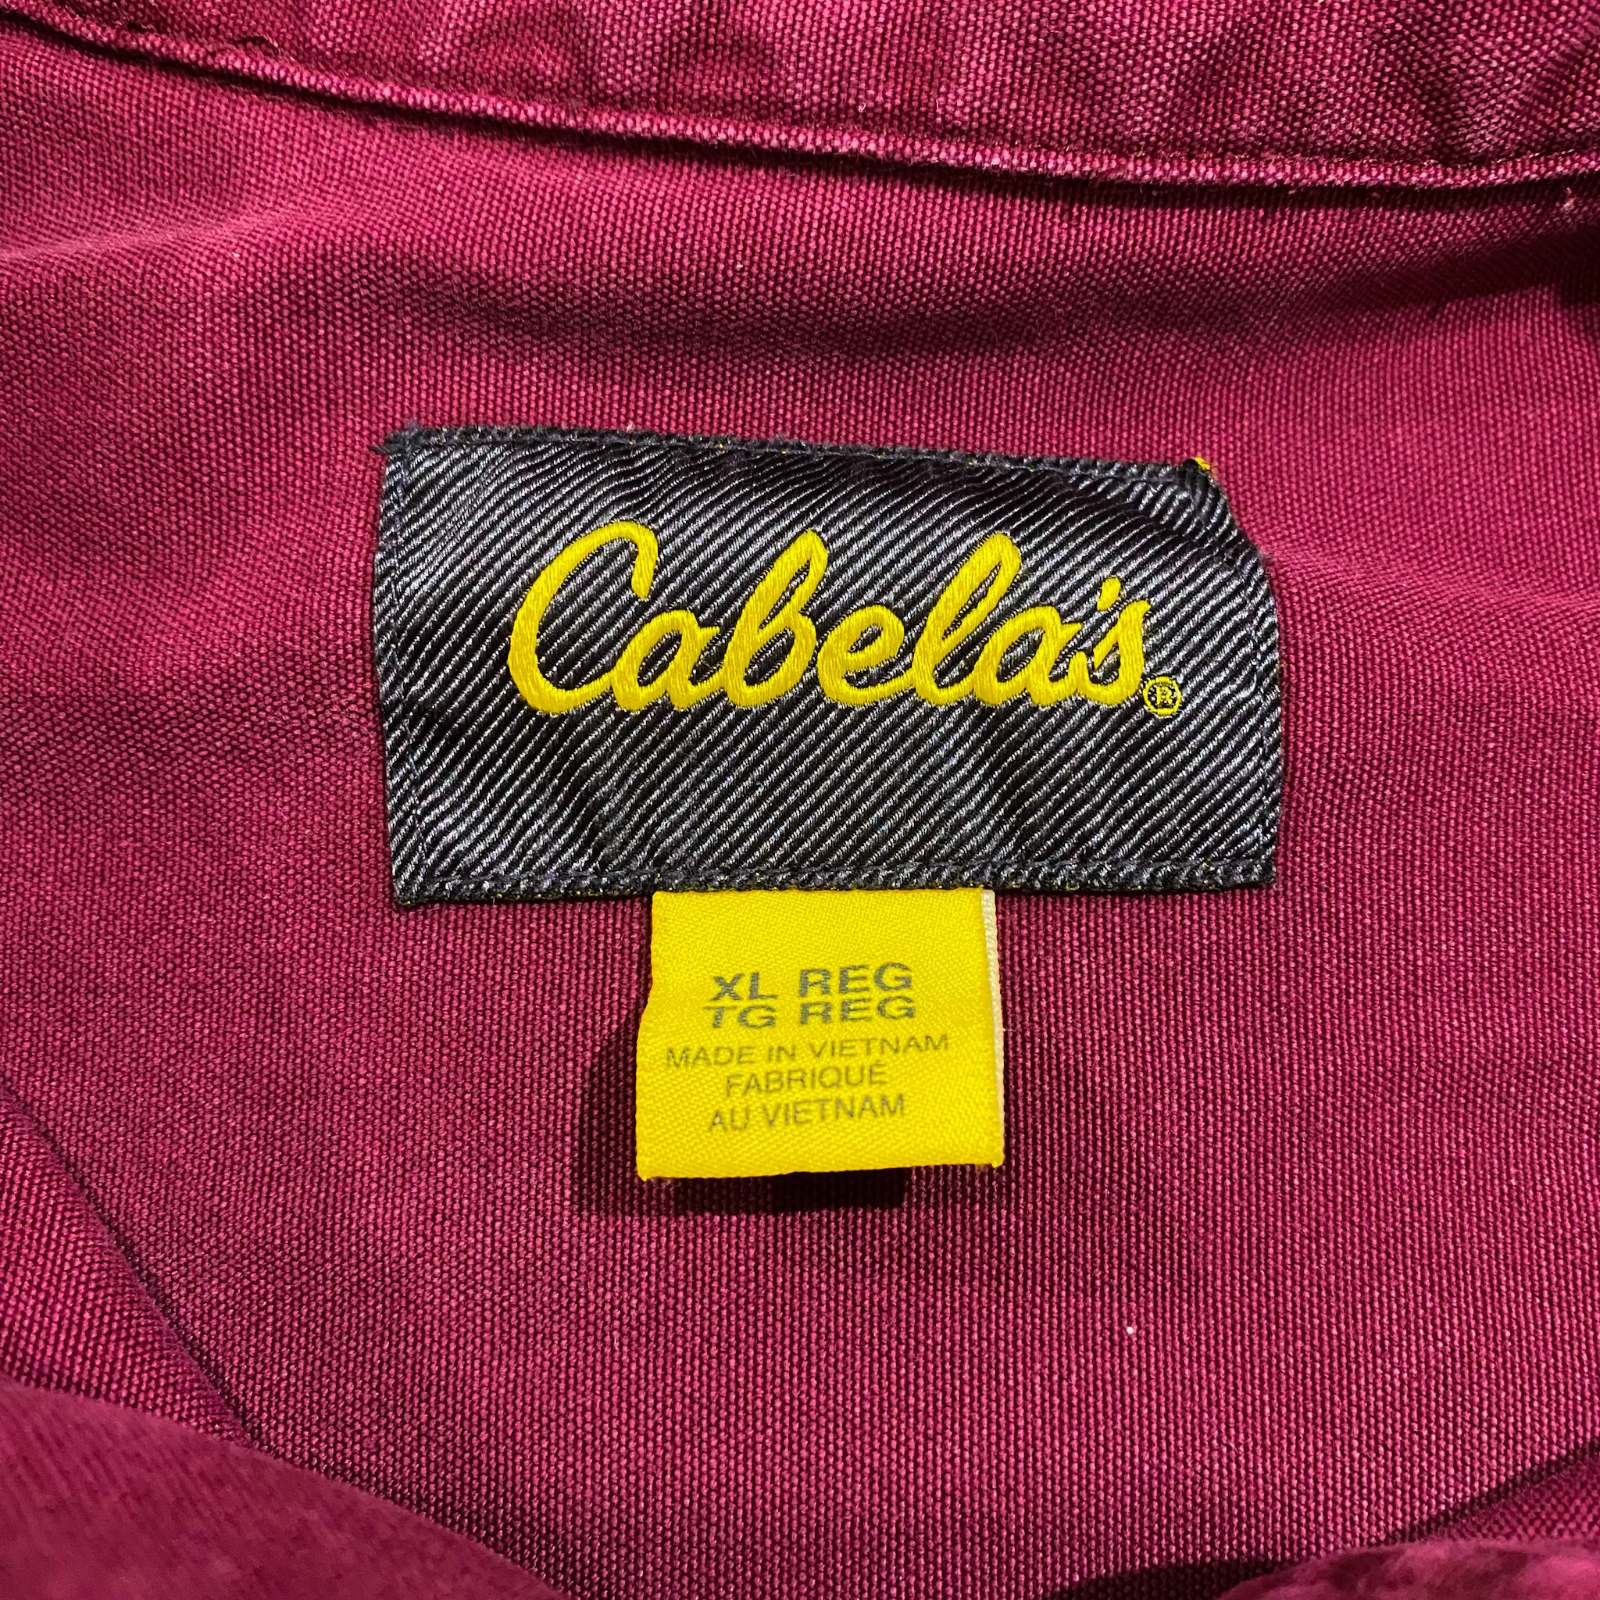 Cabela's®
XL REG
TG REG
MADE IN VIETNAM
FABRIQUÉ
AU VIETNAM